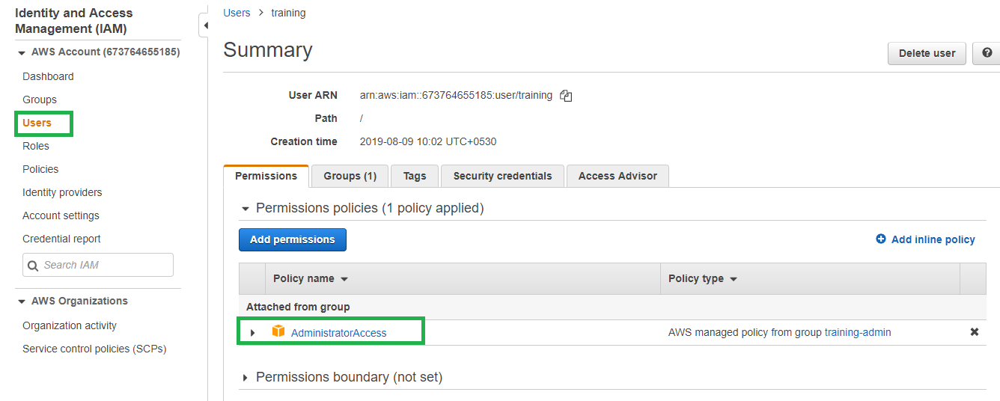 Identity and Access
Management (IAM)
AWS Account (673764655185)
Dashboard
Groups
Users
Roles
Policies
Identity providers
Account settings
Credential report
Search IAM
AWS Organizations
Organization activity
Service control policies (SCPs)
Users > training
Summary
Delete user
User ARN arn:aws:iam::673764655185:user/training
Path /
Creation time 2019-08-09 10:02 UTC+0530
Permissions Groups (1) Tags Security credentials Access Advisor
Permissions policies (1 policy applied)
Add permissions Add inline policy
Policy name Policy type
Attached from group
AdministratorAccess AWS managed policy from group training-admin
Permissions boundary (not set)